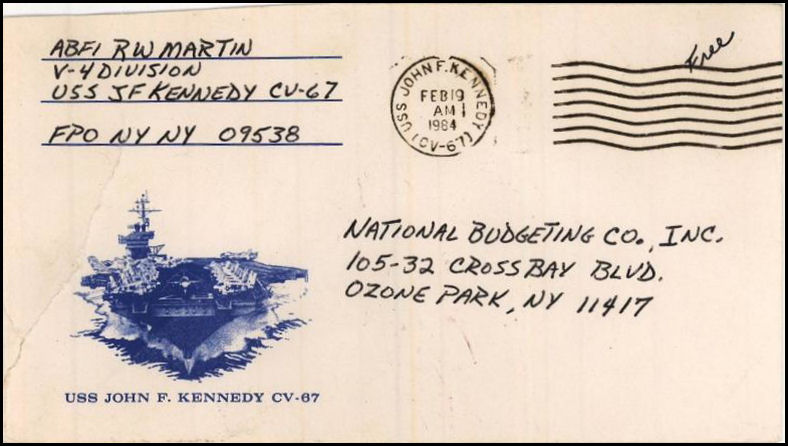 ABF1 RW MARTIN
V-4 DIVISION
USS JF KENNEDY CV-67
FPO NY NY 09538
USS JOHN F. KENNEDY
FEB 19
AM
1984
(CV-67)
Free
NATIONAL BUDGETING CO., INC.
105-32 CROSSBAY BLVD.
OZONE PARK, NY 11417
USS JOHN F. KENNEDY CV-67